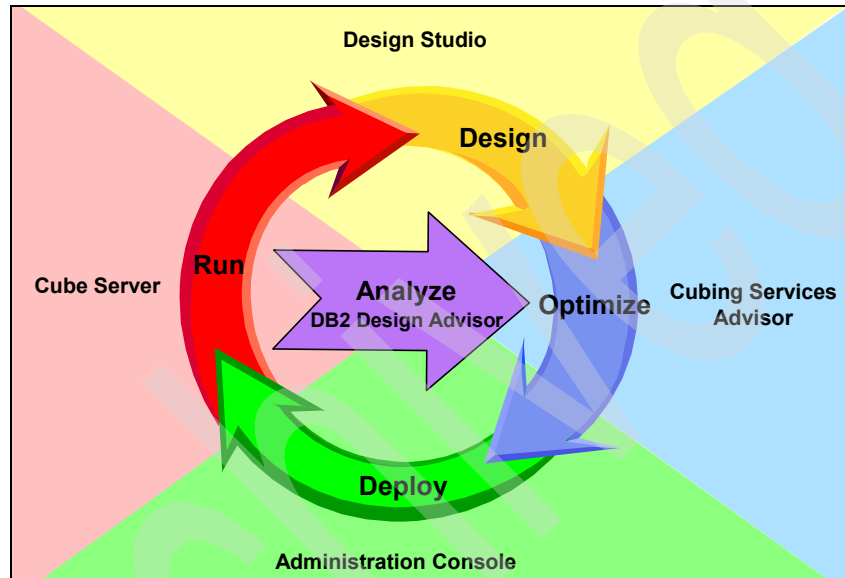 Design Studio
Design
Run
Cube Server
Analyze
DB2 Design Advisor
Optimize
Cubing Services
Advisor
Deploy
Administration Console